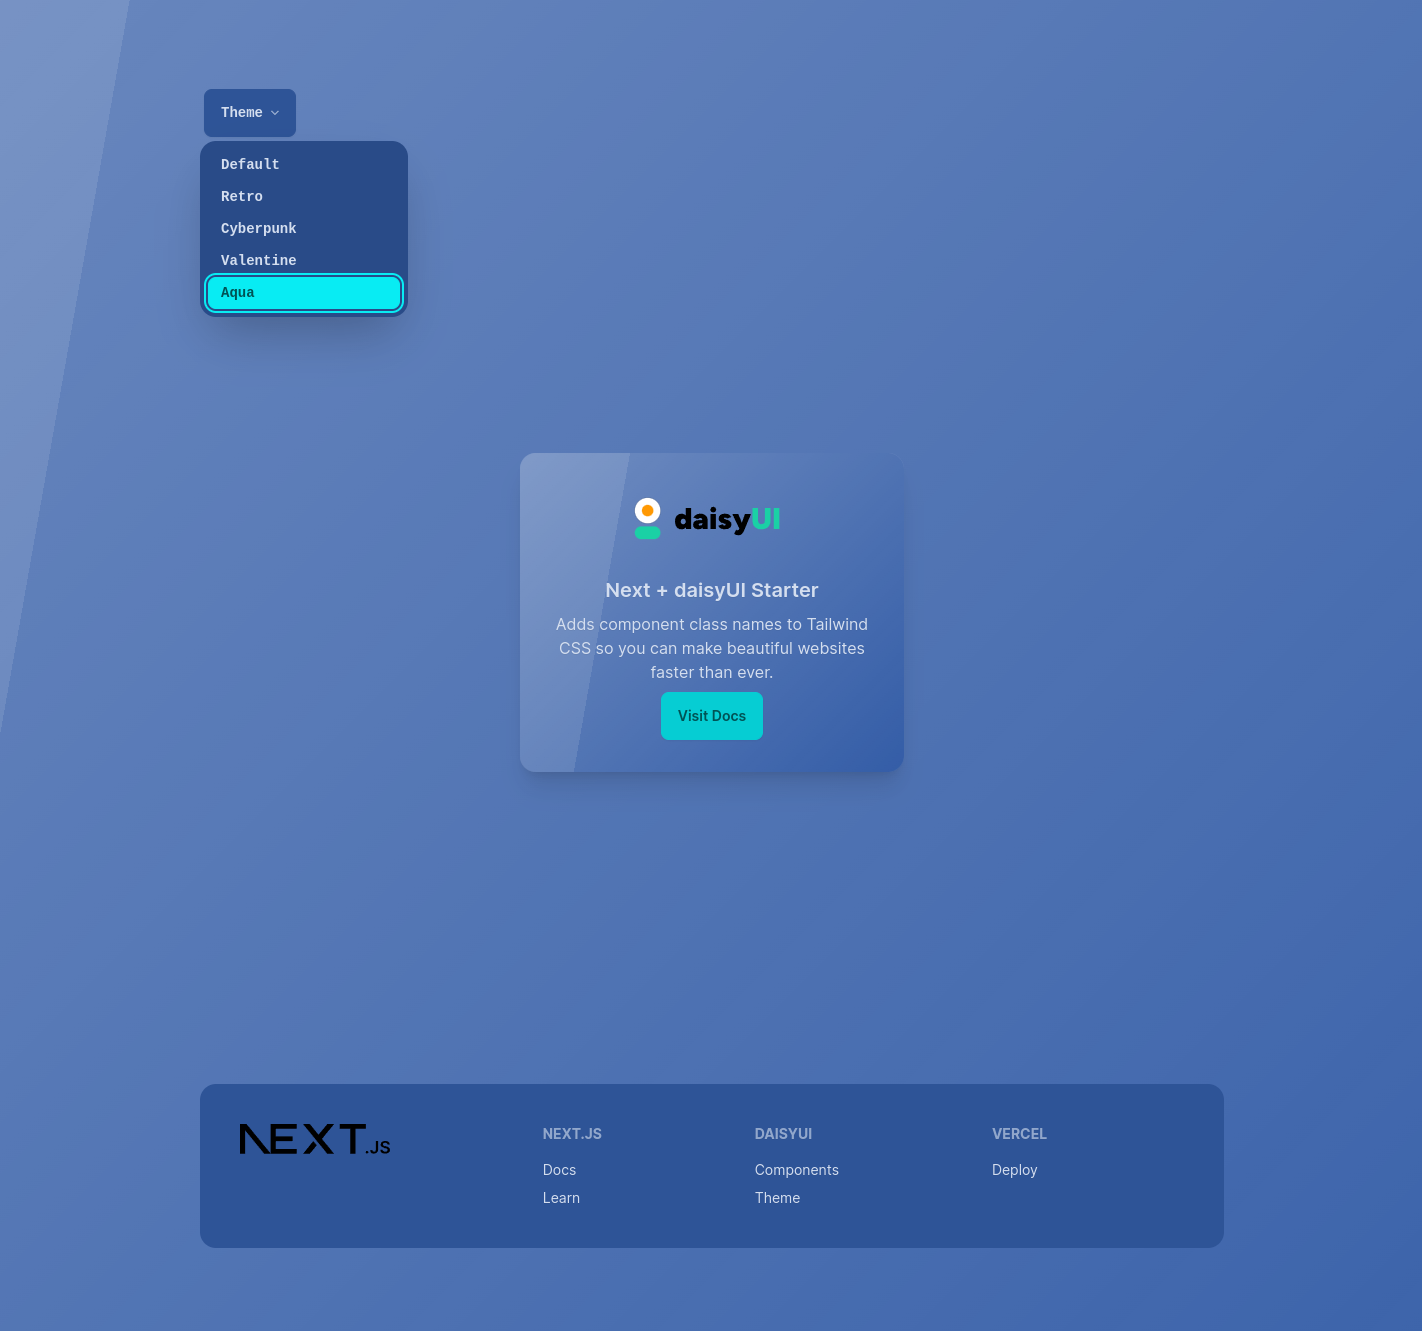 Theme
Default
Retro
Cyberpunk
Valentine
Aqua
daisyUI
Next + daisyUI Starter
Adds component class names to Tailwind
CSS so you can make beautiful websites
faster than ever.
Visit Docs
NEXT.JS
NEXT.JS
Docs
Learn
DAISYUI
Components
Theme
VERCEL
Deploy